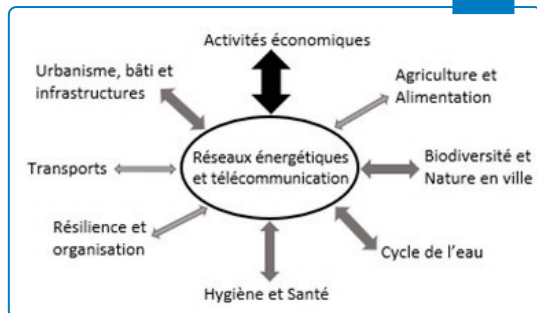 Activités économiques
Urbanisme, bâti et
infrastructures
Agriculture et
Alimentation
Réseaux énergétiques
et télécommunication
Transports
Biodiversité et
Nature en ville
Résilience et
organisation
Cycle de l'eau
Hygiène et Santé